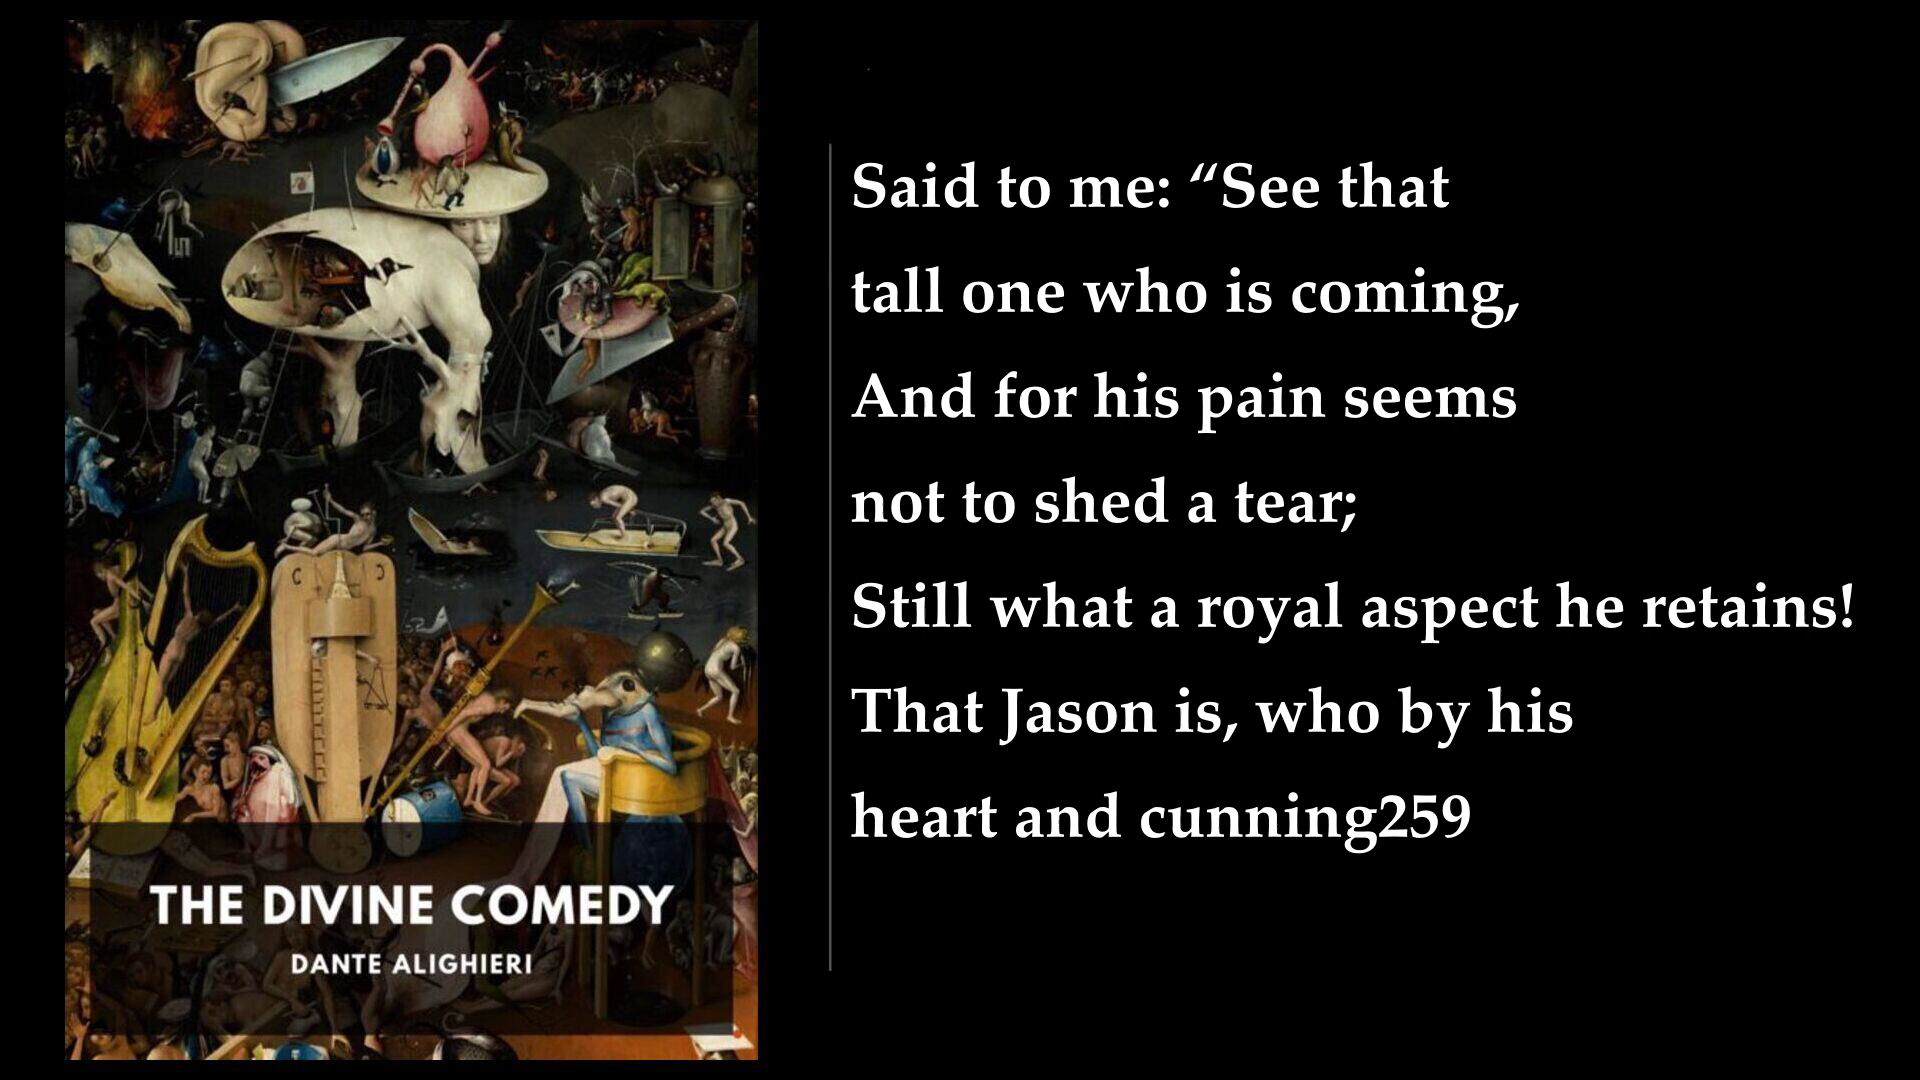 THE DIVINE COMEDY
DANTE ALIGHIERI
Said to me: “See that
tall one who is coming,
And for his pain seems
not to shed a tear;
Still what a royal aspect he retains!
That Jason is, who by his
heart and cunning259